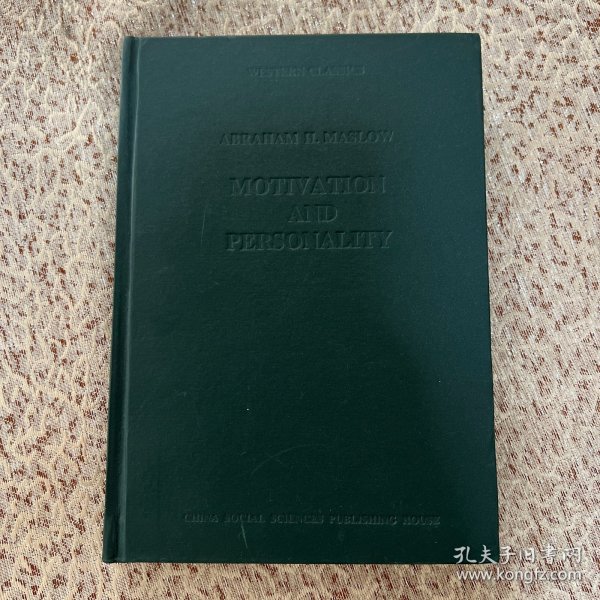 WESTERN CLASSICS
ABRAHAM H. MASLOW
MOTIVATION
AND
PERSONALITY
CHINA SOCIAL SCIENCES PUBLISHING HOUSE
孔夫子旧书网
www.kongfz.com